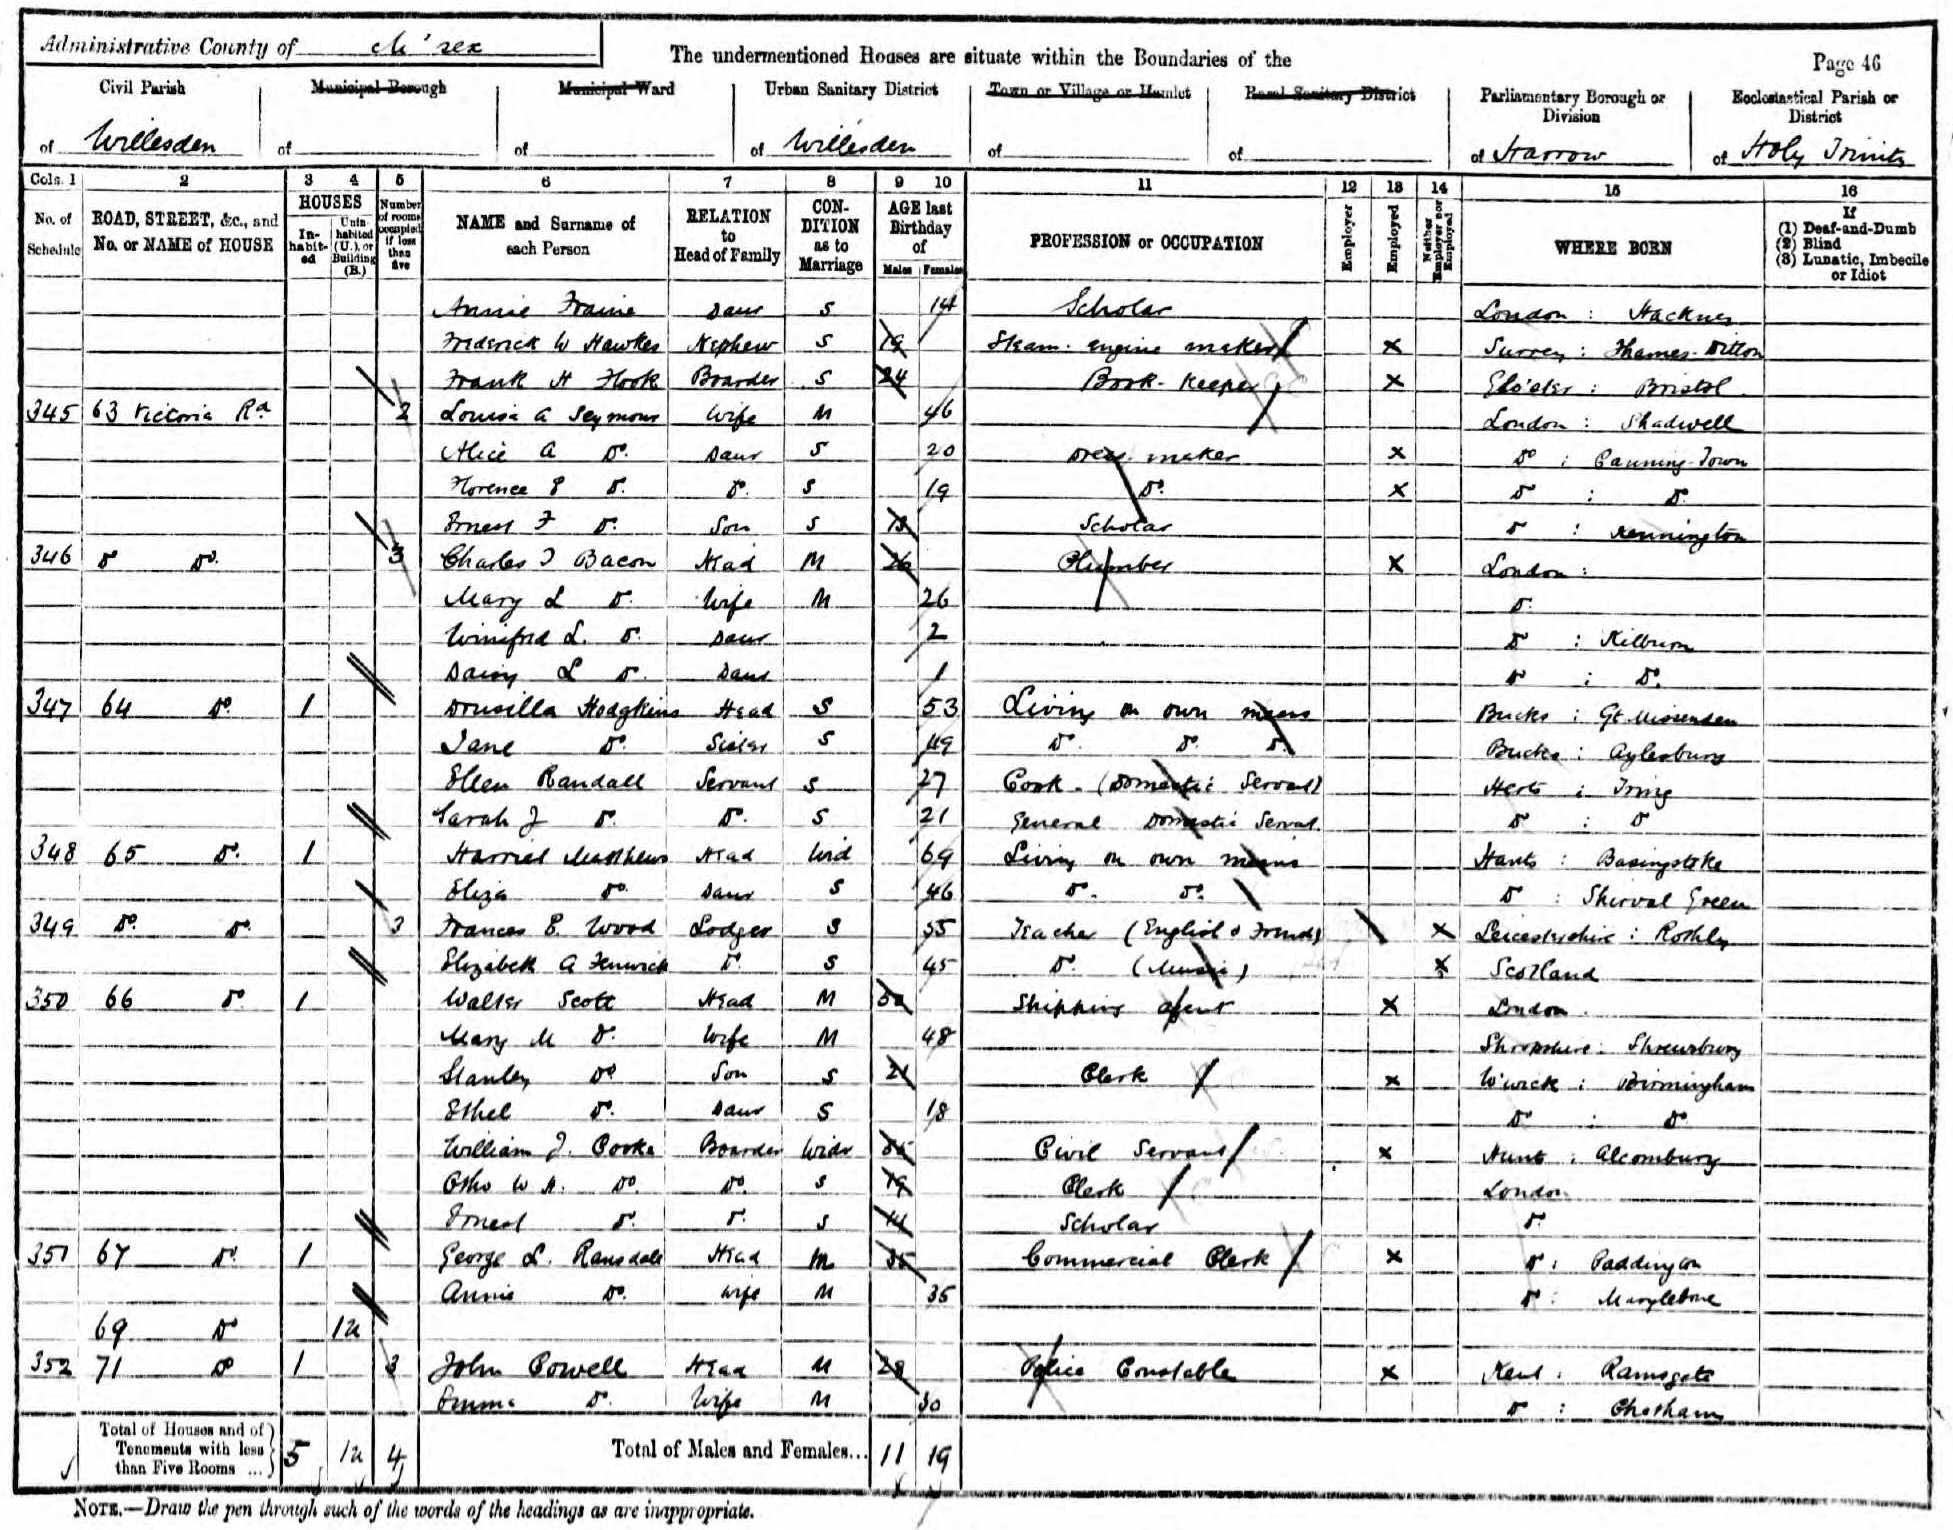 Administrative County of M'sex
The undermentioned Houses are situate within the Boundaries of the
Page 46
Civil Parish of Willesden
Municipal Borough of
Municipal Ward of
Urban Sanitary District of Willesden
Town or Village or Hamlet of
Rural Sanitary District of
Parliamentary Borough or Division of Harrow
Ecclesiastical Parish or District of Holy Trinity
Cols. 1 2 3 4 5 6 7 8 9 10 11 12 13 14 15 16
No. of Schedule
ROAD, STREET, &c., and No. or NAME of HOUSE
HOUSES
In-habit-ed
Unin-habited (U.), or Building (B.)
Number of rooms occupied if less than five
NAME and Surname of each Person
RELATION to Head of Family
CON-DITION as to Marriage
AGE last Birthday of
Males Females
PROFESSION or OCCUPATION
Employer
Employed
Neither Employer nor Employed
WHERE BORN
If (1) Deaf-and-Dumb (2) Blind (3) Lunatic, Imbecile or Idiot
Annie Fraine Daur S 14 Scholar London : Hackney
Frederick W Hawkes Nephew S 19 Steam engine maker X Surrey : Thames Ditton
Frank H Flook Boarder S 24 Book-keeper X Glo'ster : Bristol
345 63 Victoria Rd 2 Louisa A Seymour Wife M 46 London : Shadwell
Alice A Do. Daur S 20 Dress maker X Do : Canning-Town
Florence E Do. Do. S 19 Do. X Do : Do.
Ernest F Do. Son S 13 Scholar Do : Kennington
346 Do Do. 3 Charles J Bacon Head M 26 Plumber X London :
Mary L Do. Wife M 26 Do.
Winifred L. Do. Daur 2 Do : Kilburn
Daisy L Do. Daur 1 Do : Do.
347 64 Do. 1 Drusilla Hodgkins Head S 53 Living on own means Bucks : Gt. Missenden
Jane Do. Sister S 49 Do. Do. Do. Bucks : Aylesbury
Ellen Randall Servant S 27 Cook - (Domestic Servant) Herts : Tring
Sarah J Do. Do. S 21 General Domestic Servat. Do : Do
348 65 Do. 1 Harriet Matthews Head Wid 69 Living on own means Hants : Basingstoke
Eliza Do. Daur S 46 Do. Do. Do : Green
349 Do. Do. 3 Frances E. Wood Lodger S 55 Teacher (English & French) X Leicestershire : Rothley
Elizabeth A Fenwick Do. S 45 Do. (Music) X Scotland
350 66 Do. 1 Walter Scott Head M 50 Shipping agent X London
Mary M Do. Wife M 48 Shropshire : Shrewsbury
Stanley Do. Son S 21 Clerk X W'wick : Birmingham
Ethel Do. Daur S 18 Do : Do
William J. Cooke Boarder Widr Civil Servant X Hunts : Alconbury
Otho W H. Do. Do. S 19 Clerk London
Ernest Do. Do. S 14 Scholar Do.
351 67 Do. 1 George L. Ransdale Head M 35 Commercial Clerk X Do : Paddington
Annie Do. Wife M 35 Do : Marylebone
69 Do 1u
352 71 Do 1 3 John Powell Head M 28 Police Constable X Kent : Ramsgate
Emma Do. Wife M 30 Do : Chatham
Total of Houses and of Tenements with less than Five Rooms ... 5 1u 4 Total of Males and Females... 11 19
NOTE.—Draw the pen through such of the words of the headings as are inappropriate.